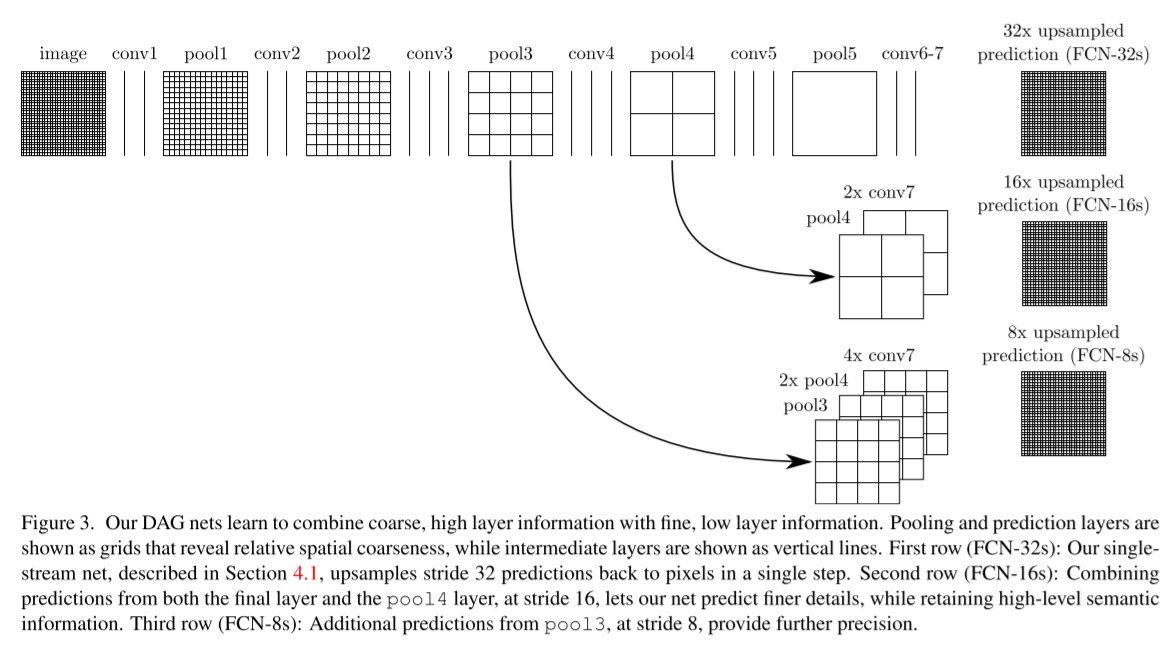 image conv1 pool1 conv2 pool2 conv3 pool3 conv4 pool4 conv5 pool5 conv6-7
32x upsampled
prediction (FCN-32s)
16x upsampled
prediction (FCN-16s)
2x conv7
pool4
8x upsampled
prediction (FCN-8s)
4x conv7
2x pool4
pool3
Figure 3. Our DAG nets learn to combine coarse, high layer information with fine, low layer information. Pooling and prediction layers are
shown as grids that reveal relative spatial coarseness, while intermediate layers are shown as vertical lines. First row (FCN-32s): Our single-
stream net, described in Section 4.1, upsamples stride 32 predictions back to pixels in a single step. Second row (FCN-16s): Combining
predictions from both the final layer and the pool4 layer, at stride 16, lets our net predict finer details, while retaining high-level semantic
information. Third row (FCN-8s): Additional predictions from pool3, at stride 8, provide further precision.